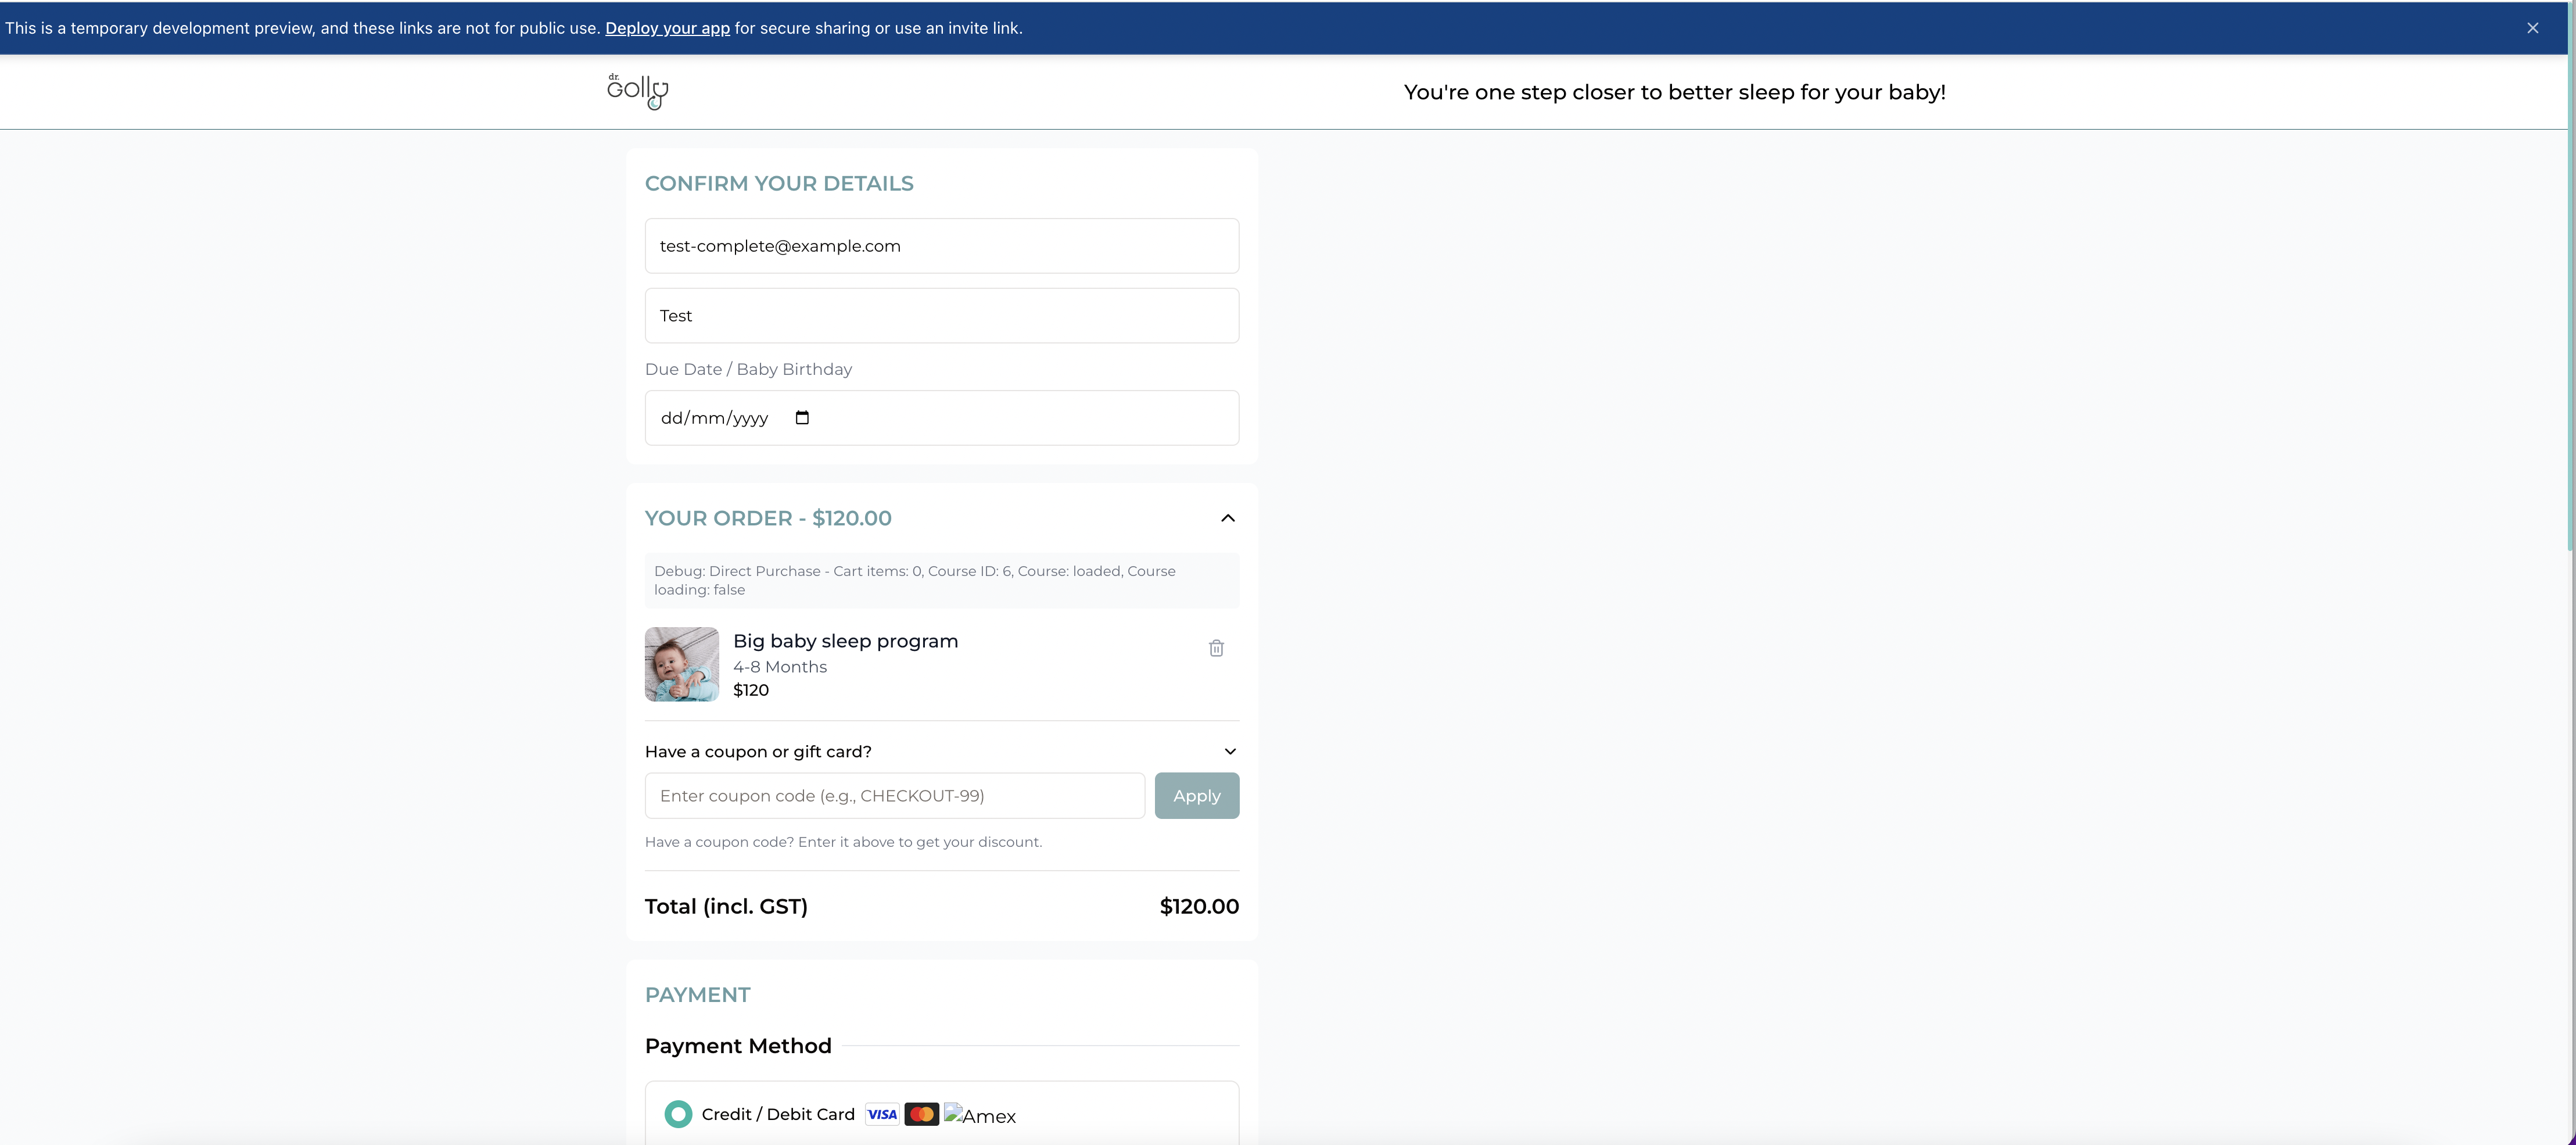 This is a temporary development preview, and these links are not for public use. Deploy your app for secure sharing or use an invite link.
dr. Golly
You're one step closer to better sleep for your baby!
CONFIRM YOUR DETAILS
test-complete@example.com
Test
Due Date / Baby Birthday
dd/mm/yyyy
YOUR ORDER - $120.00
Debug: Direct Purchase - Cart items: 0, Course ID: 6, Course: loaded, Course
loading: false
Big baby sleep program
4-8 Months
$120
Have a coupon or gift card?
Enter coupon code (e.g., CHECKOUT-99)
Apply
Have a coupon code? Enter it above to get your discount.
Total (incl. GST) $120.00
PAYMENT
Payment Method
Credit / Debit Card VISA Amex